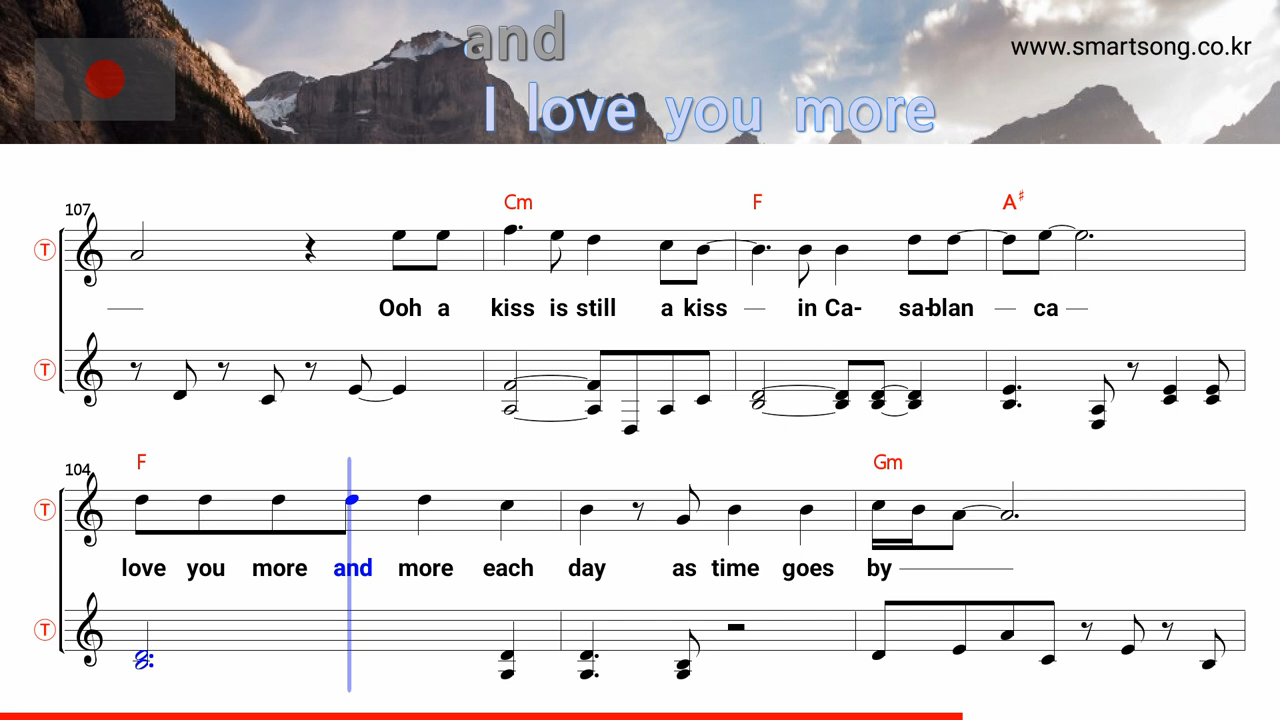 and
www.smartsong.co.kr
I love you more
107
Cm F A♯
T
Ooh a kiss is still a kiss in Ca- sa-blan ca
T
104
F Gm
T
love you more and more each day as time goes by
T